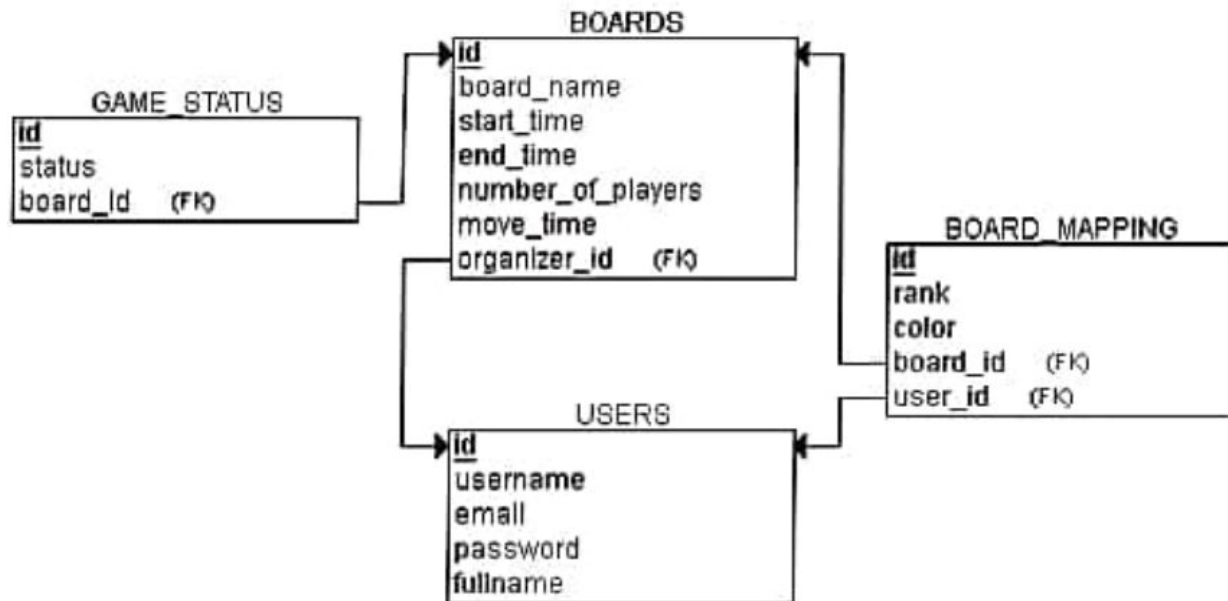 BOARDS
id
board_name
start_time
end_time
number_of_players
move_time
organizer_id (FK)
GAME_STATUS
id
status
board_id (FK)
BOARD_MAPPING
id
rank
color
board_id (FK)
user_id (FK)
USERS
id
username
email
password
fullname